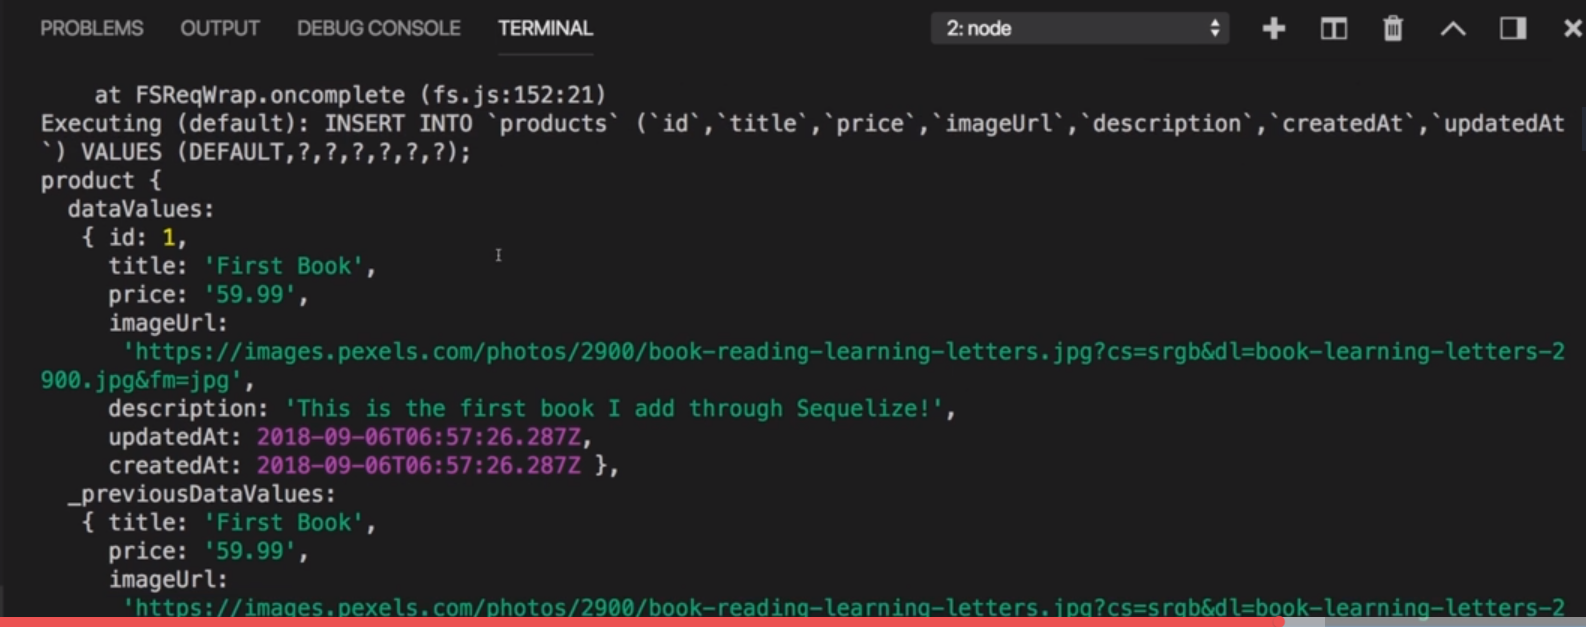 PROBLEMS OUTPUT DEBUG CONSOLE TERMINAL 2: node
at FSReqWrap.oncomplete (fs.js:152:21)
Executing (default): INSERT INTO `products` (`id`,`title`,`price`,`imageUrl`,`description`,`createdAt`,`updatedAt
`) VALUES (DEFAULT,?,?,?,?,?,?);
product {
dataValues:
{ id: 1,
title: 'First Book',
price: '59.99',
imageUrl:
'https://images.pexels.com/photos/2900/book-reading-learning-letters.jpg?cs=srgb&dl=book-learning-letters-2
900.jpg&fm=jpg',
description: 'This is the first book I add through Sequelize!',
updatedAt: 2018-09-06T06:57:26.287Z,
createdAt: 2018-09-06T06:57:26.287Z },
_previousDataValues:
{ title: 'First Book',
price: '59.99',
imageUrl:
'https://images.pexels.com/photos/2900/book-reading-learning-letters.jpg?cs=srgb&dl=book-learning-letters-2